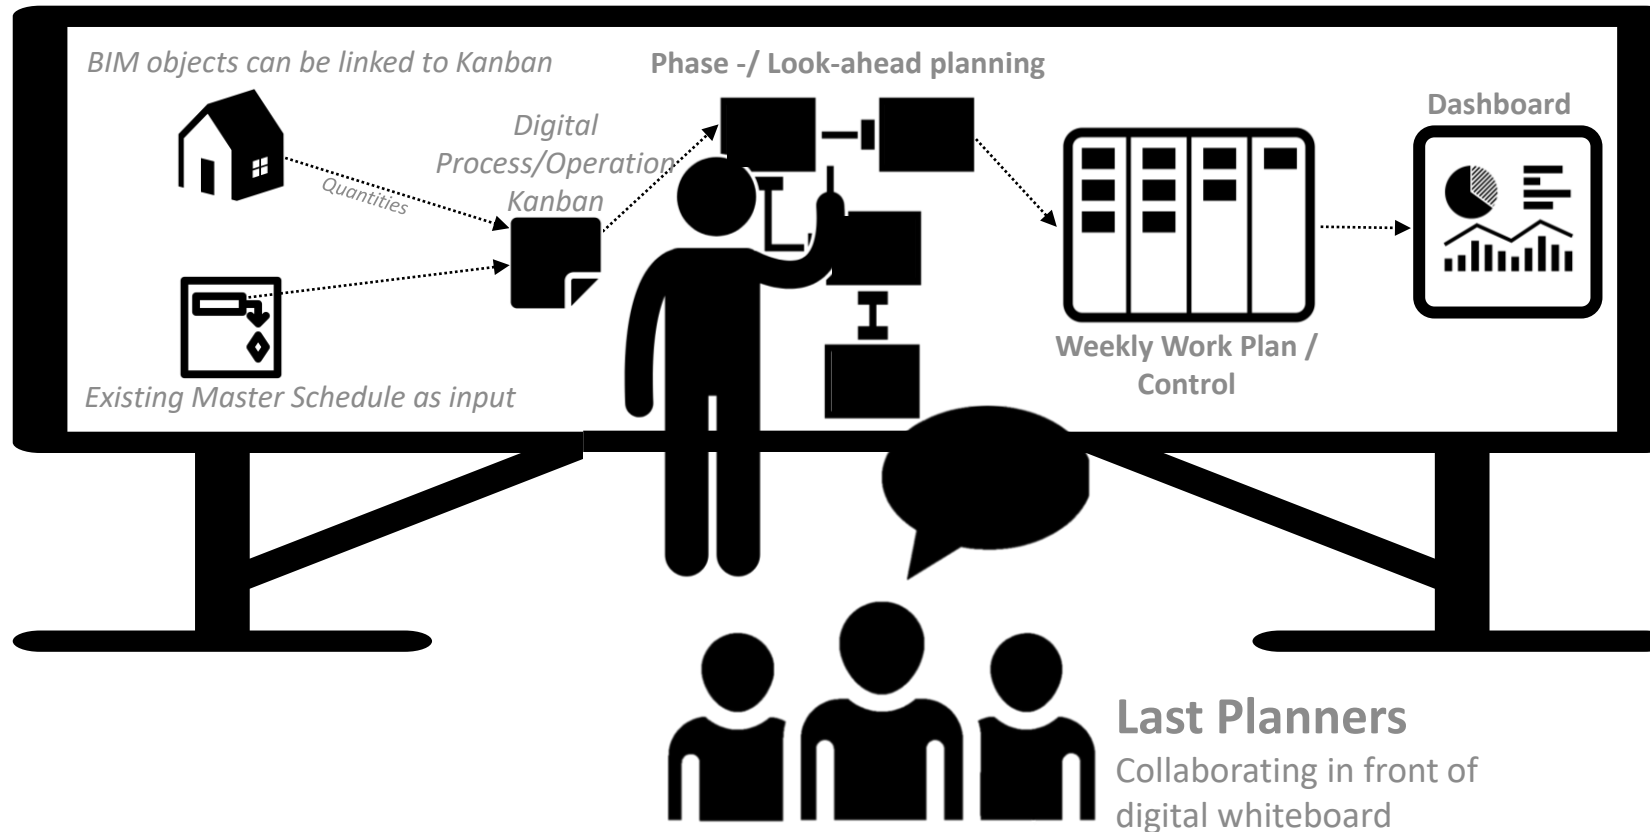 BIM objects can be linked to Kanban
Quantities
Existing Master Schedule as input
Digital
Process/Operation
Kanban
Phase -/ Look-ahead planning
Weekly Work Plan /
Control
Dashboard
Last Planners
Collaborating in front of
digital whiteboard